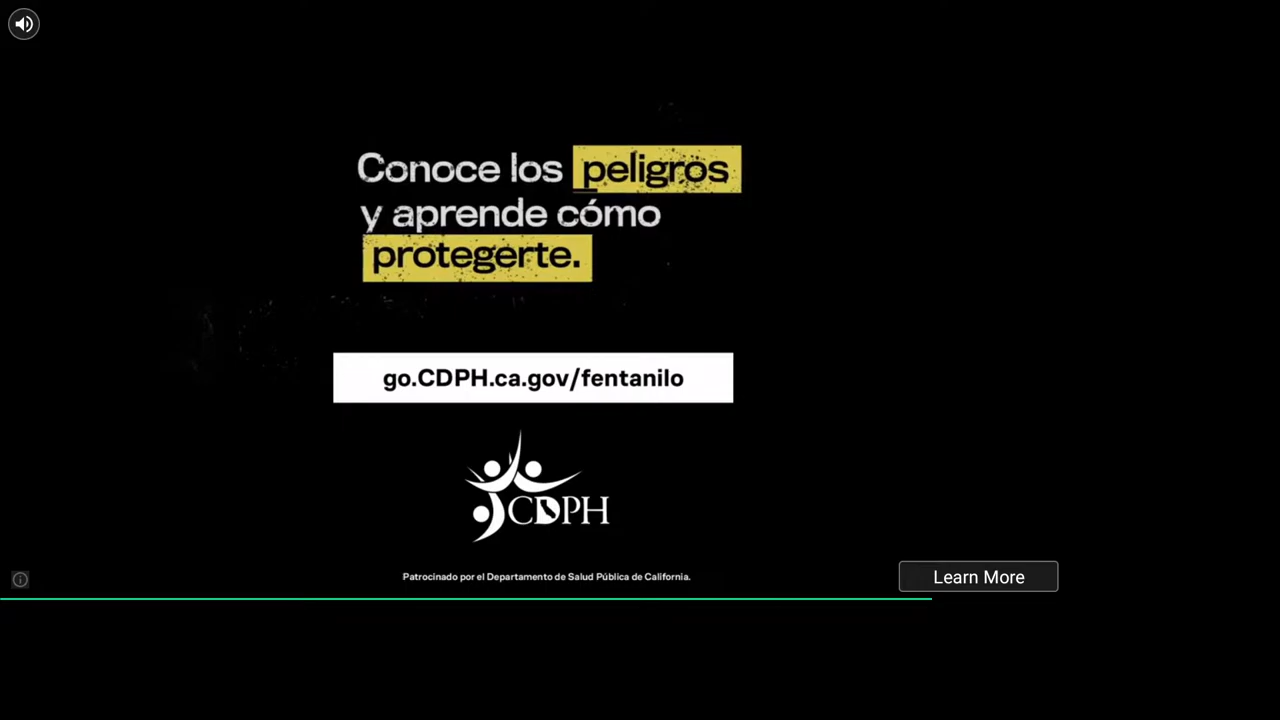 Conoce los peligros
y aprende cómo
protegerte.
go.CDPH.ca.gov/fentanilo
CDPH
Patrocinado por el Departamento de Salud Pública de California.
Learn More